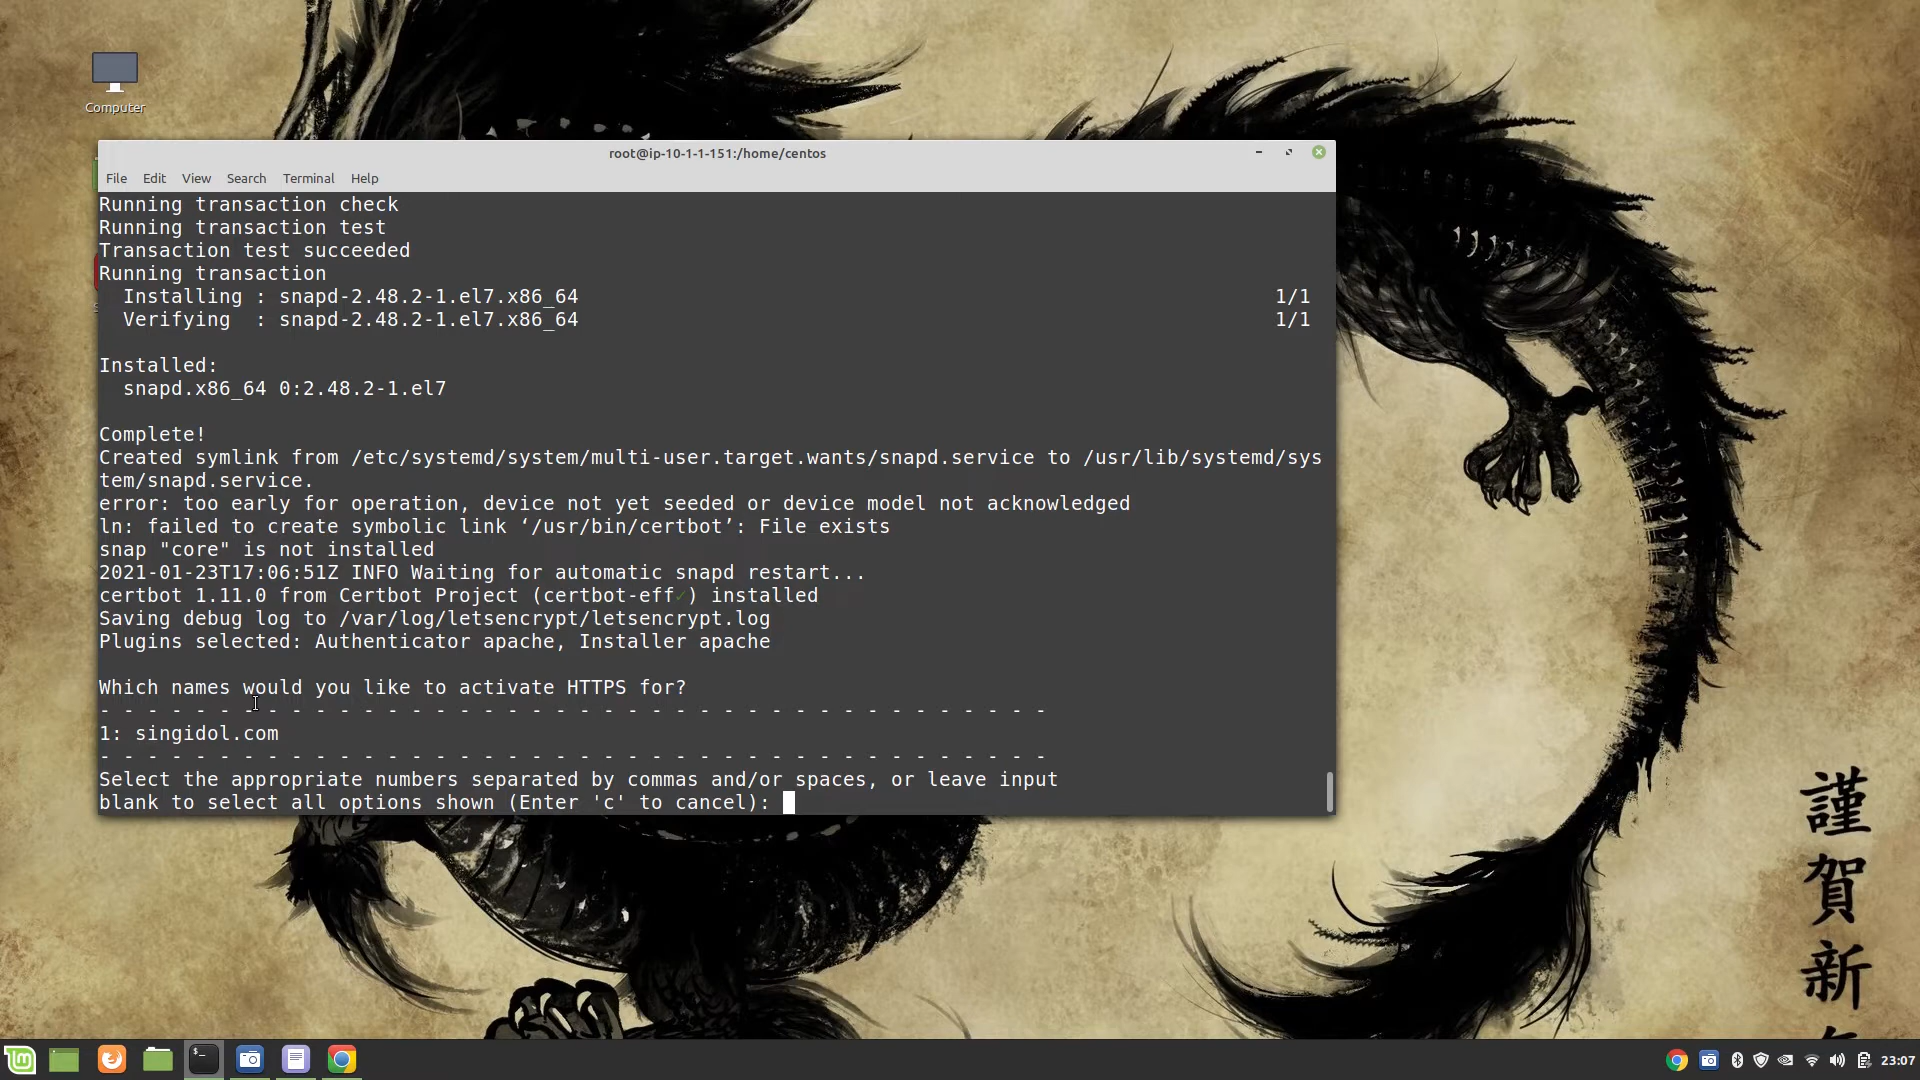 Computer
root@ip-10-1-1-151:/home/centos
File Edit View Search Terminal Help
Running transaction check
Running transaction test
Transaction test succeeded
Running transaction
  Installing : snapd-2.48.2-1.el7.x86_64 1/1
  Verifying  : snapd-2.48.2-1.el7.x86_64 1/1
Installed:
  snapd.x86_64 0:2.48.2-1.el7
Complete!
Created symlink from /etc/systemd/system/multi-user.target.wants/snapd.service to /usr/lib/systemd/sys
tem/snapd.service.
error: too early for operation, device not yet seeded or device model not acknowledged
ln: failed to create symbolic link ‘/usr/bin/certbot’: File exists
snap "core" is not installed
2021-01-23T17:06:51Z INFO Waiting for automatic snapd restart...
certbot 1.11.0 from Certbot Project (certbot-eff✓) installed
Saving debug log to /var/log/letsencrypt/letsencrypt.log
Plugins selected: Authenticator apache, Installer apache
Which names would you like to activate HTTPS for?
- - - - - - - - - - - - - - - - - - - - - - - - - - - - - - - - - - - - - - - -
1: singidol.com
- - - - - - - - - - - - - - - - - - - - - - - - - - - - - - - - - - - - - - - -
Select the appropriate numbers separated by commas and/or spaces, or leave input
blank to select all options shown (Enter 'c' to cancel):
謹賀新
23:07